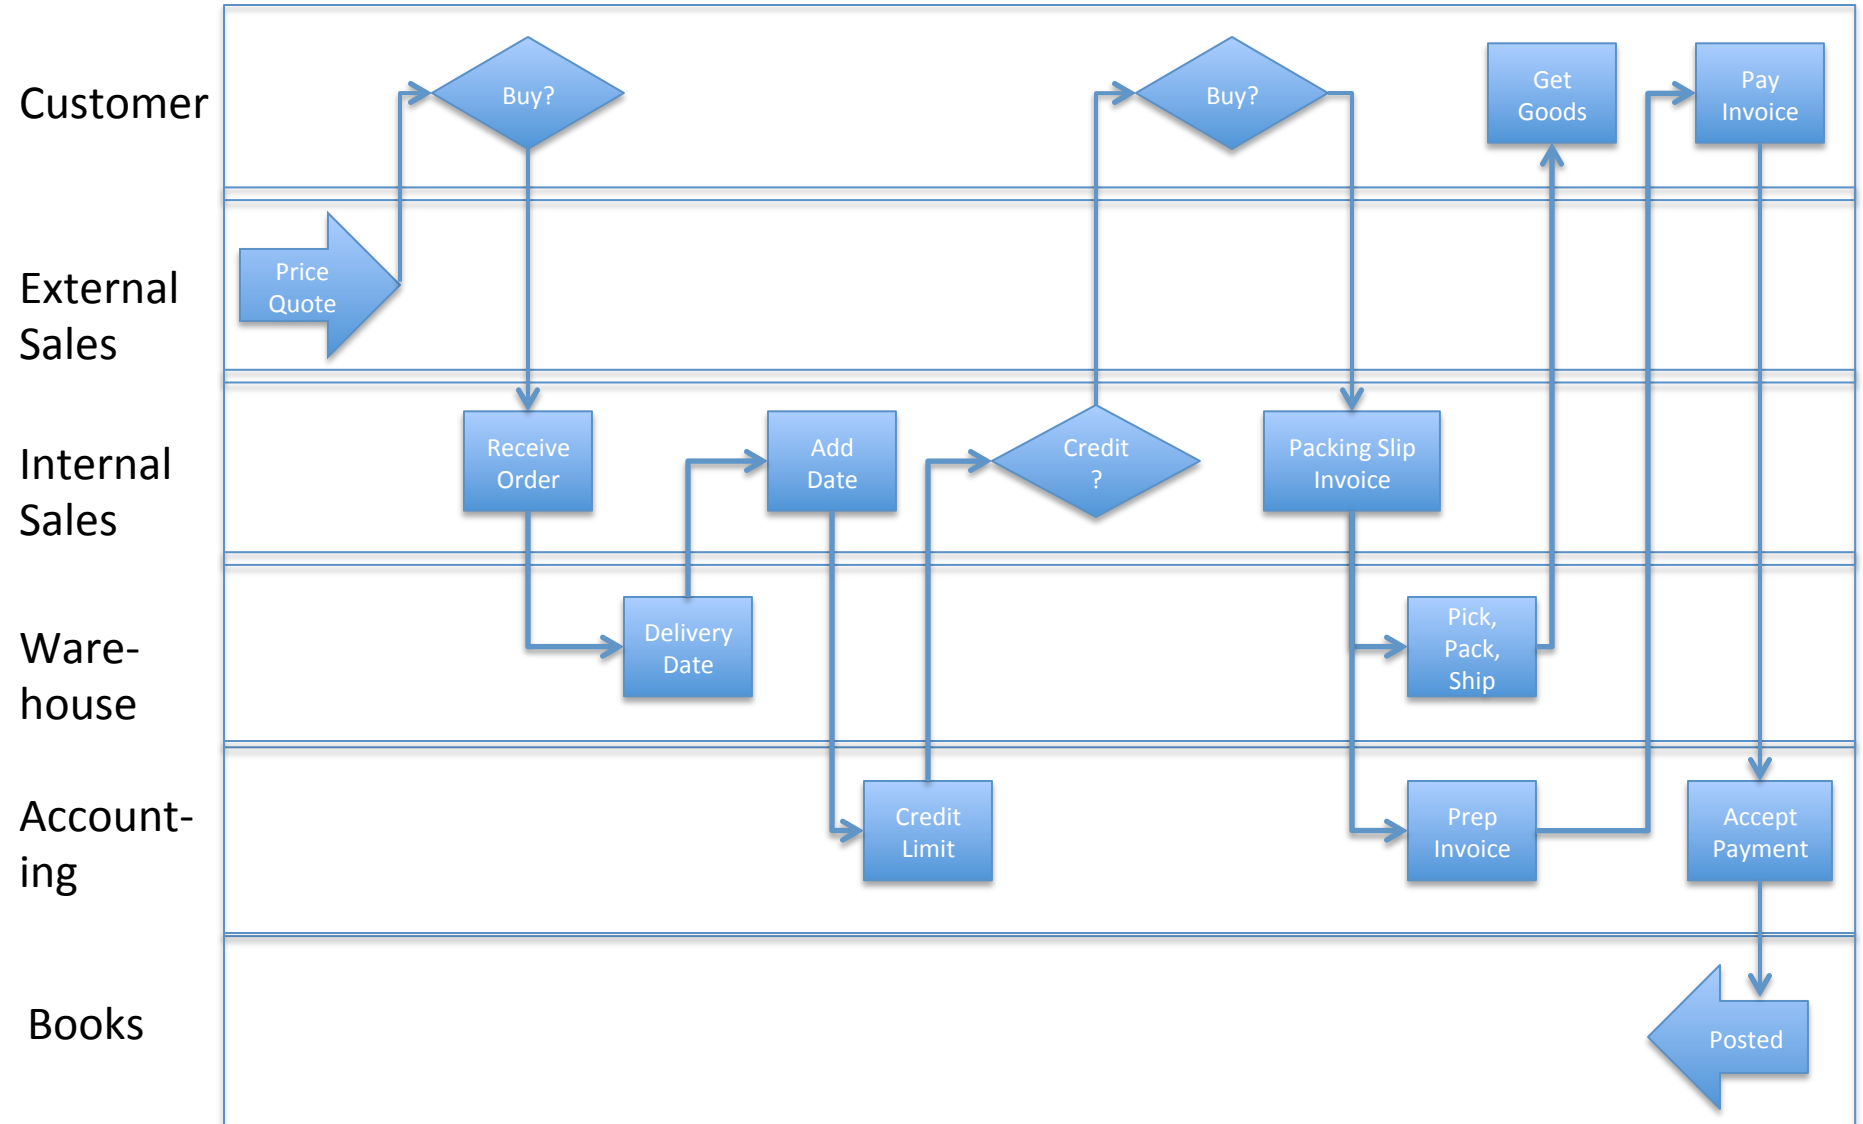 Customer
Buy?
Buy?
Get
Goods
Pay
Invoice
External
Sales
Price
Quote
Internal
Sales
Receive
Order
Add
Date
Credit
?
Packing Slip
Invoice
Ware-
house
Delivery
Date
Pick,
Pack,
Ship
Account-
ing
Credit
Limit
Prep
Invoice
Accept
Payment
Books
Posted